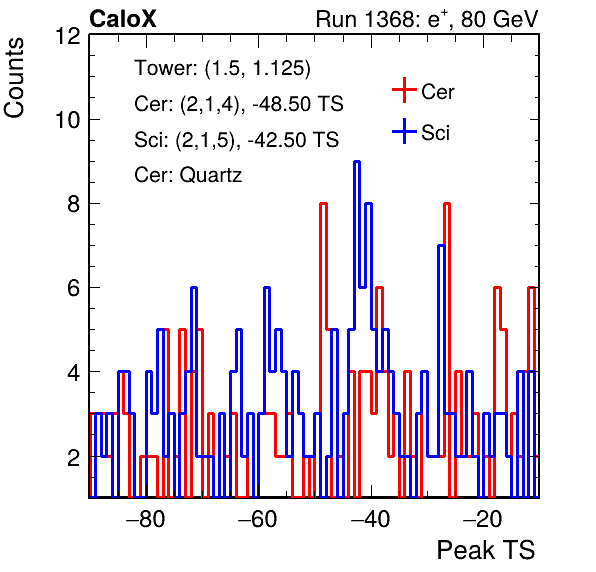 CaloX Run 1368: e⁺, 80 GeV
Counts
12
10
8
6
4
2
Tower: (1.5, 1.125)
Cer: (2,1,4), -48.50 TS
Sci: (2,1,5), -42.50 TS
Cer: Quartz
Cer
Sci
−80 −60 −40 −20
Peak TS